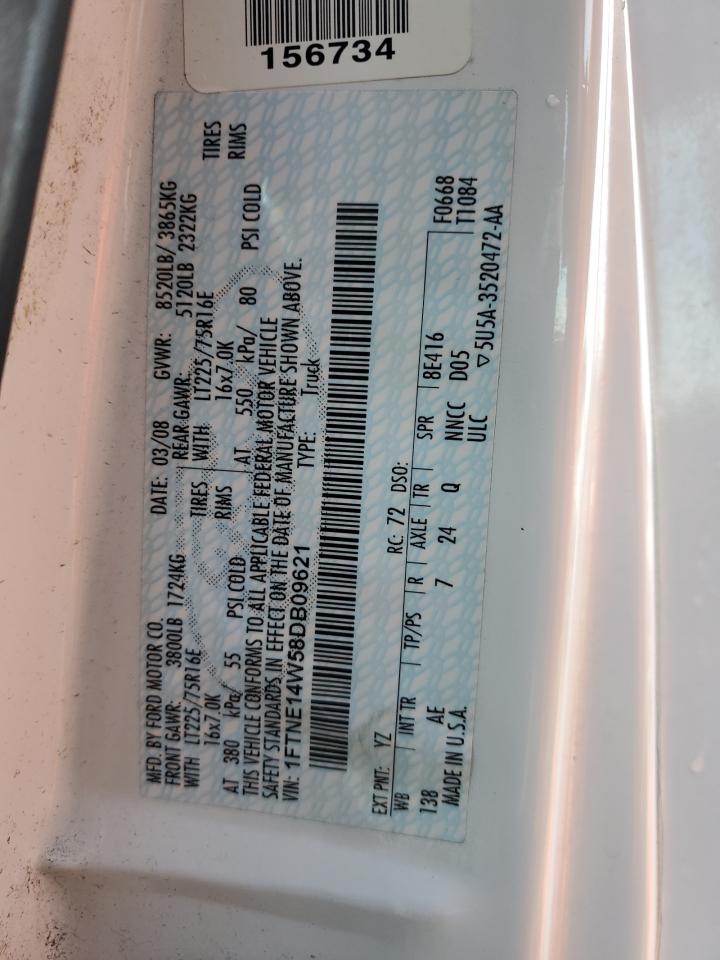 156734
MFD. BY FORD MOTOR CO. DATE: 03/08 GVWR: 8520LB/ 3865KG
FRONT GAWR: 3800LB 1724KG REAR GAWR: 5120LB 2322KG
WITH LT225/75R16E TIRES WITH LT225/75R16E TIRES
16x7.0K RIMS 16x7.0K RIMS
AT 380 kPa/ 55 PSI COLD AT 550 kPa/ 80 PSI COLD
THIS VEHICLE CONFORMS TO ALL APPLICABLE FEDERAL MOTOR VEHICLE
SAFETY STANDARDS IN EFFECT ON THE DATE OF MANUFACTURE SHOWN ABOVE.
VIN: 1FTNE14W58DB09621 TYPE: Truck
EXT PNT: YZ RC: 72 DSO:
WB INT TR TP/PS R AXLE TR SPR 8E416 F0668
138 AE 7 24 Q NNCC D05 T1084
MADE IN U.S.A. ULC ▽5U5A-3520472-AA